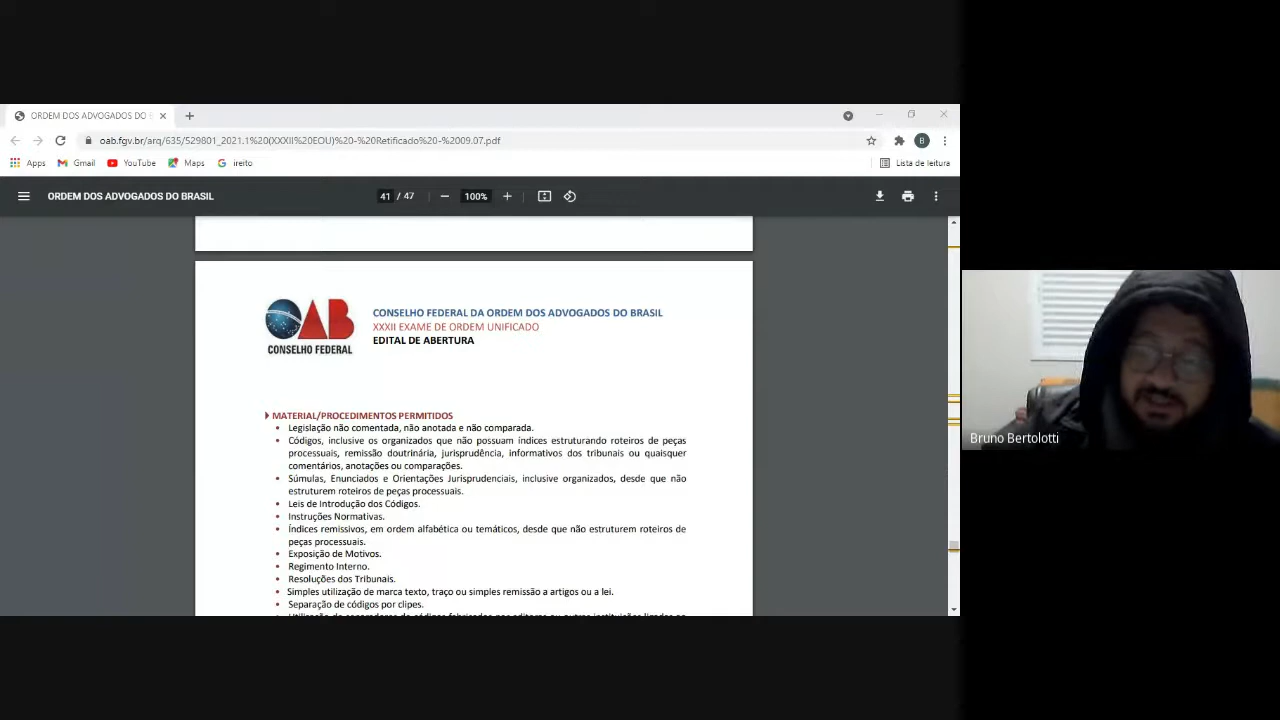 ORDEM DOS ADVOGADOS DO
oab.fgv.br/arq/635/529801_2021.1%20(XXXII%20EOU)%20-%20Retificado%20-%2009.07.pdf
B
Apps Gmail YouTube Maps ireito Lista de leitura
ORDEM DOS ADVOGADOS DO BRASIL 41 / 47 100%
OAB
CONSELHO FEDERAL
CONSELHO FEDERAL DA ORDEM DOS ADVOGADOS DO BRASIL
XXXII EXAME DE ORDEM UNIFICADO
EDITAL DE ABERTURA
MATERIAL/PROCEDIMENTOS PERMITIDOS
• Legislação não comentada, não anotada e não comparada.
• Códigos, inclusive os organizados que não possuam índices estruturando roteiros de peças
processuais, remissão doutrinária, jurisprudência, informativos dos tribunais ou quaisquer
comentários, anotações ou comparações.
• Súmulas, Enunciados e Orientações Jurisprudenciais, inclusive organizados, desde que não
estruturem roteiros de peças processuais.
• Leis de Introdução dos Códigos.
• Instruções Normativas.
• Índices remissivos, em ordem alfabética ou temáticos, desde que não estruturem roteiros de
peças processuais.
• Exposição de Motivos.
• Regimento Interno.
• Resoluções dos Tribunais.
• Simples utilização de marca texto, traço ou simples remissão a artigos ou a lei.
• Separação de códigos por clipes.
Bruno Bertolotti